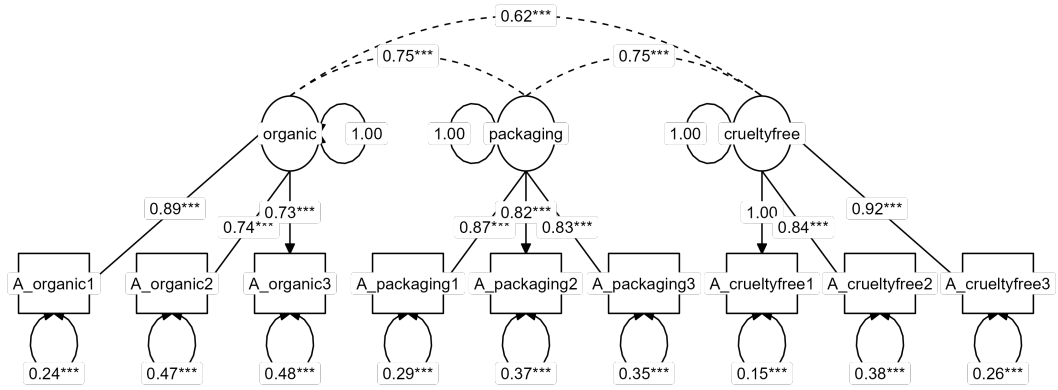 0.62***
0.75*** 0.75***
organic 1.00 1.00 packaging 1.00 crueltyfree
0.89*** 0.74*** 0.73*** 0.87*** 0.82*** 0.83*** 1.00 0.84*** 0.92***
A_organic1 A_organic2 A_organic3 A_packaging1 A_packaging2 A_packaging3 A_crueltyfree1 A_crueltyfree2 A_crueltyfree3
0.24*** 0.47*** 0.48*** 0.29*** 0.37*** 0.35*** 0.15*** 0.38*** 0.26***